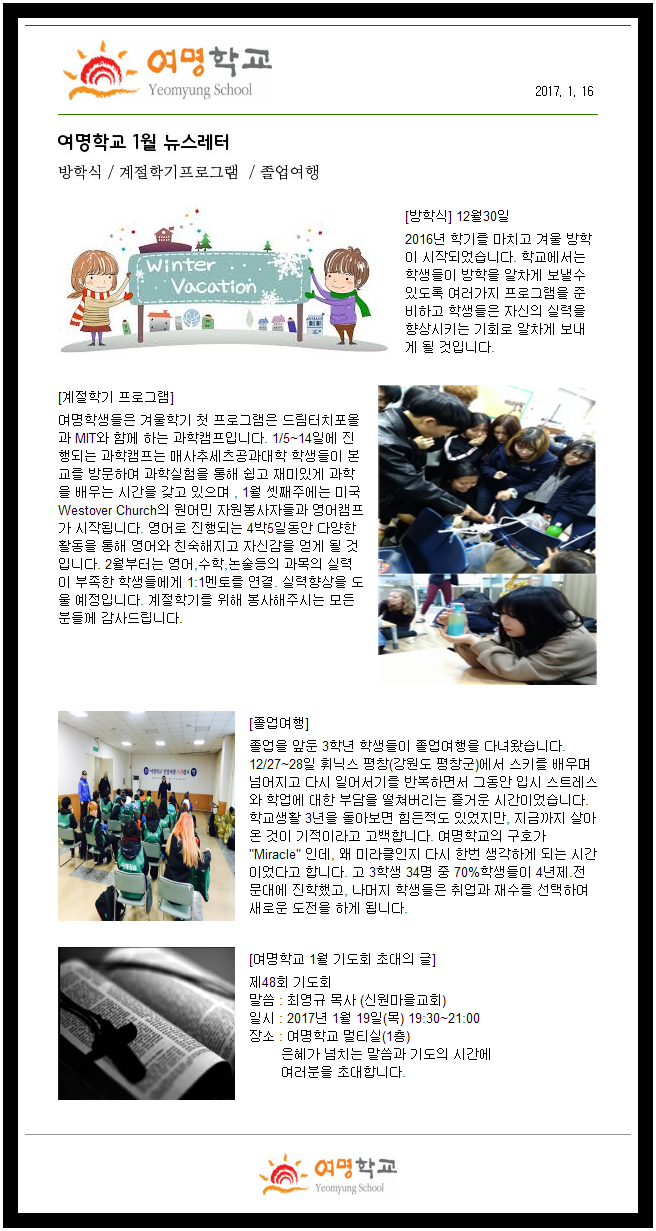 여명학교
Yeomyung School
2017. 1. 16
여명학교 1월 뉴스레터
방학식 / 계절학기프로그램 / 졸업여행
Winter
Vacation
[방학식] 12월30일
2016년 학기를 마치고 겨울 방학
이 시작되었습니다. 학교에서는
학생들이 방학을 알차게 보낼수
있도록 여러가지 프로그램을 준
비하고 학생들은 자신의 실력을
향상시키는 기회로 알차게 보내
게 될 것입니다.
[계절학기 프로그램]
여명학생들은 겨울학기 첫 프로그램은 드림터치포올
과 MIT와 함께 하는 과학캠프입니다. 1/5~14일에 진
행되는 과학캠프는 매사추세츠공과대학 학생들이 본
교를 방문하여 과학실험을 통해 쉽고 재미있게 과학
을 배우는 시간을 갖고 있으며 , 1월 셋째주에는 미국
Westover Church의 원어민 자원봉사자들과 영어캠프
가 시작됩니다. 영어로 진행되는 4박5일동안 다양한
활동을 통해 영어와 친숙해지고 자신감을 얻게 될 것
입니다. 2월부터는 영어,수학,논술등의 과목의 실력
이 부족한 학생들에게 1:1멘토를 연결. 실력향상을 도
울 예정입니다. 계절학기를 위해 봉사해주시는 모든
분들께 감사드립니다.
[졸업여행]
졸업을 앞둔 3학년 학생들이 졸업여행을 다녀왔습니다.
12/27~28일 휘닉스 평창(강원도 평창군)에서 스키를 배우며
넘어지고 다시 일어서기를 반복하면서 그동안 입시 스트레스
와 학업에 대한 부담을 떨쳐버리는 즐거운 시간이었습니다.
학교생활 3년을 돌아보면 힘든적도 있었지만, 지금까지 살아
온 것이 기적이라고 고백합니다. 여명학교의 구호가
"Miracle" 인데, 왜 미라클인지 다시 한번 생각하게 되는 시간
이었다고 합니다. 고 3학생 34명 중 70%학생들이 4년제.전
문대에 진학했고, 나머지 학생들은 취업과 재수를 선택하여
새로운 도전을 하게 됩니다.
[여명학교 1월 기도회 초대의 글]
제48회 기도회
말씀 : 최영규 목사 (신원마을교회)
일시 : 2017년 1월 19일(목) 19:30~21:00
장소 : 여명학교 멀티실(1층)
은혜가 넘치는 말씀과 기도의 시간에
여러분을 초대합니다.
여명학교
Yeomyung School